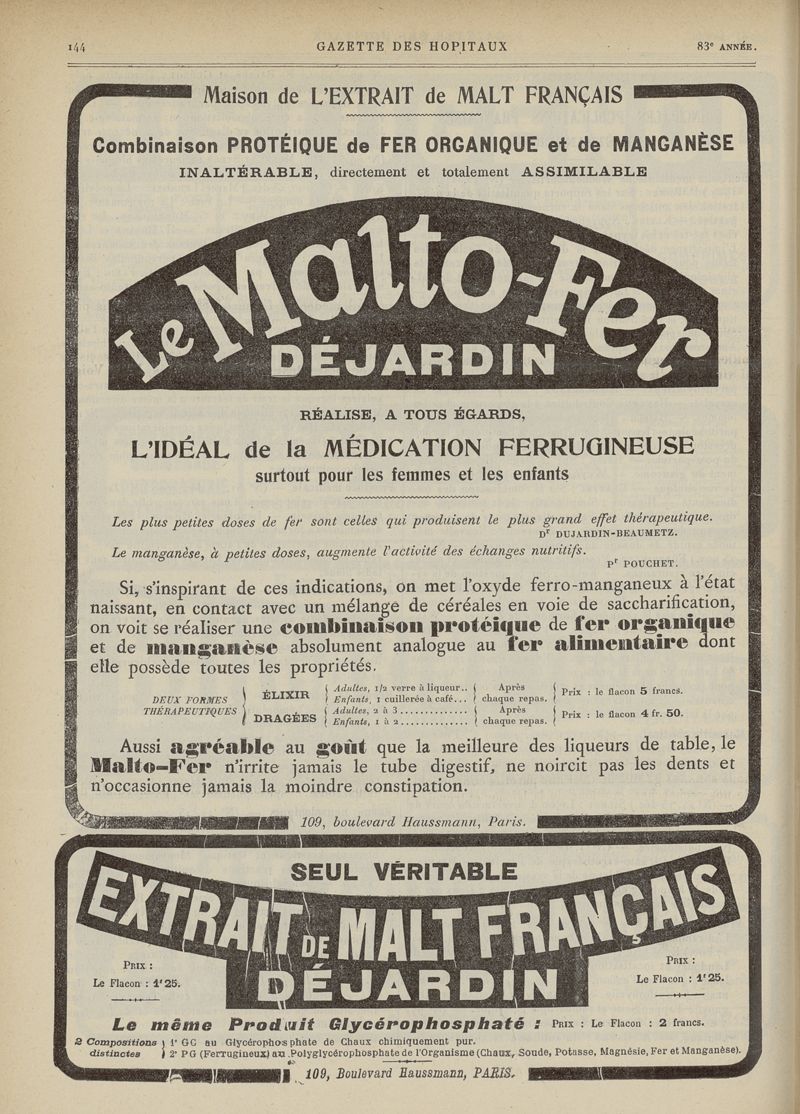 144
GAZETTE DES HOPITAUX
83e ANNÉE.
Maison de L'EXTRAIT de MALT FRANÇAIS
Combinaison PROTÉIQUE de FER ORGANIQUE et de MANGANÈSE
INALTÉRABLE, directement et totalement ASSIMILABLE
Le Malto-Fer
DÉJARDIN
RÉALISE, A TOUS ÉGARDS,
L'IDÉAL de la MÉDICATION FERRUGINEUSE
surtout pour les femmes et les enfants
Les plus petites doses de fer sont celles qui produisent le plus grand effet thérapeutique.
Dr DUJARDIN-BEAUMETZ.
Le manganèse, à petites doses, augmente l'activité des échanges nutritifs.
Pr POUCHET.
Si, s'inspirant de ces indications, on met l'oxyde ferro-manganeux à l'état
naissant, en contact avec un mélange de céréales en voie de saccharification,
on voit se réaliser une combinaison protéique de fer organique
et de manganèse absolument analogue au fer alimentaire dont
elle possède toutes les propriétés.
DEUX FORMES
THÉRAPEUTIQUES
ÉLIXIR
Adultes, 1/2 verre à liqueur..
Enfants, 1 cuillerée à café...
Après
chaque repas.
Prix : le flacon 5 francs.
DRAGÉES
Adultes, 2 à 3..............
Enfants, 1 à 2..............
Après
chaque repas.
Prix : le flacon 4 fr. 50.
Aussi agréable au goût que la meilleure des liqueurs de table, le
Malto-Fer n'irrite jamais le tube digestif, ne noircit pas les dents et
n'occasionne jamais la moindre constipation.
109, boulevard Haussmann, Paris.
SEUL VÉRITABLE
EXTRAIT DE MALT FRANÇAIS
DÉJARDIN
PRIX :
Le Flacon : 1f25.
PRIX :
Le Flacon : 1f25.
Le même Produit Glycérophosphaté : PRIX : Le Flacon : 2 francs.
2 Compositions
distinctes
1° GC au Glycérophosphate de Chaux chimiquement pur.
2° PG (Ferrugineux) au Polyglycérophosphate de l'Organisme (Chaux, Soude, Potasse, Magnésie, Fer et Manganèse).
109, Boulevard Haussmann, PARIS.